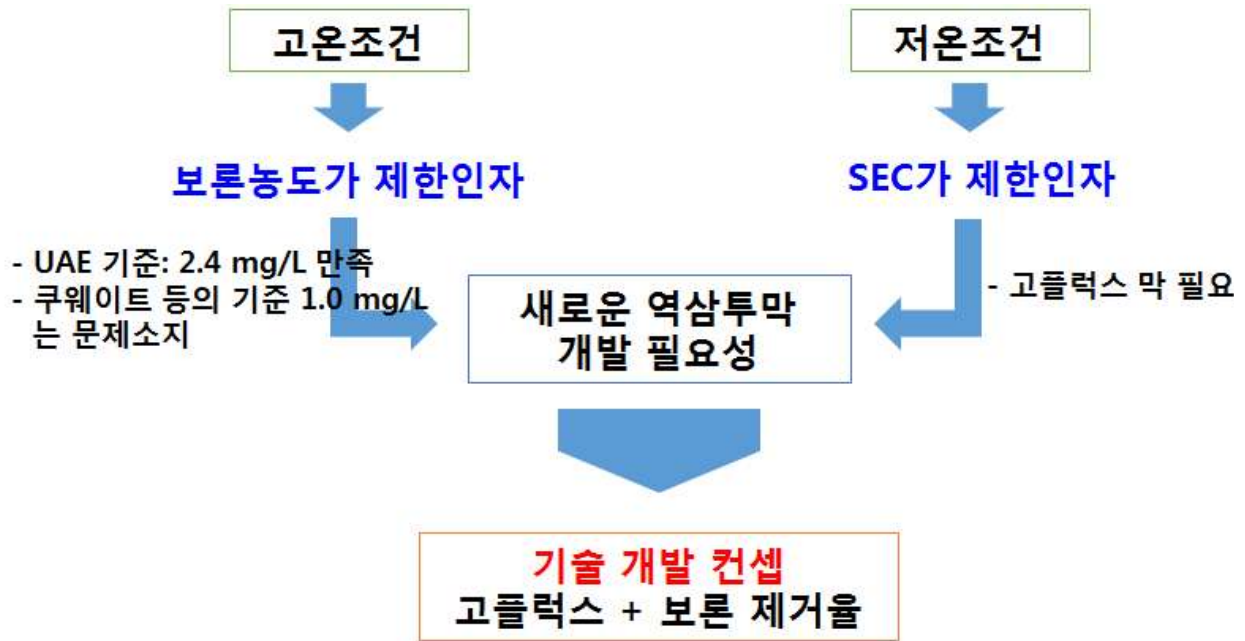 고온조건
저온조건
보론농도가 제한인자
SEC가 제한인자
- UAE 기준: 2.4 mg/L 만족
- 쿠웨이트 등의 기준 1.0 mg/L
는 문제소지
- 고플럭스 막 필요
새로운 역삼투막
개발 필요성
기술 개발 컨셉
고플럭스 + 보론 제거율